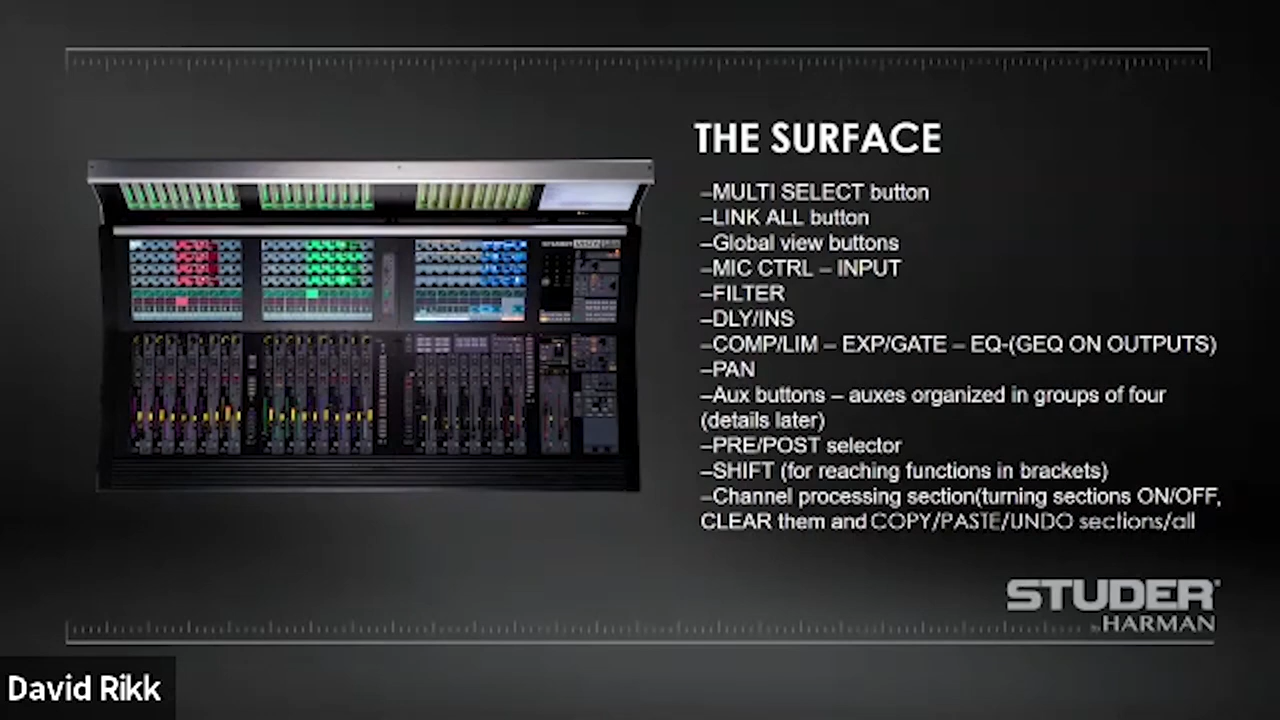 THE SURFACE
–MULTI SELECT button
–LINK ALL button
–Global view buttons
–MIC CTRL – INPUT
–FILTER
–DLY/INS
–COMP/LIM – EXP/GATE – EQ-(GEQ ON OUTPUTS)
–PAN
–Aux buttons – auxes organized in groups of four
(details later)
–PRE/POST selector
–SHIFT (for reaching functions in brackets)
–Channel processing section(turning sections ON/OFF,
CLEAR them and COPY/PASTE/UNDO sections/all
STUDER
by HARMAN
David Rikk